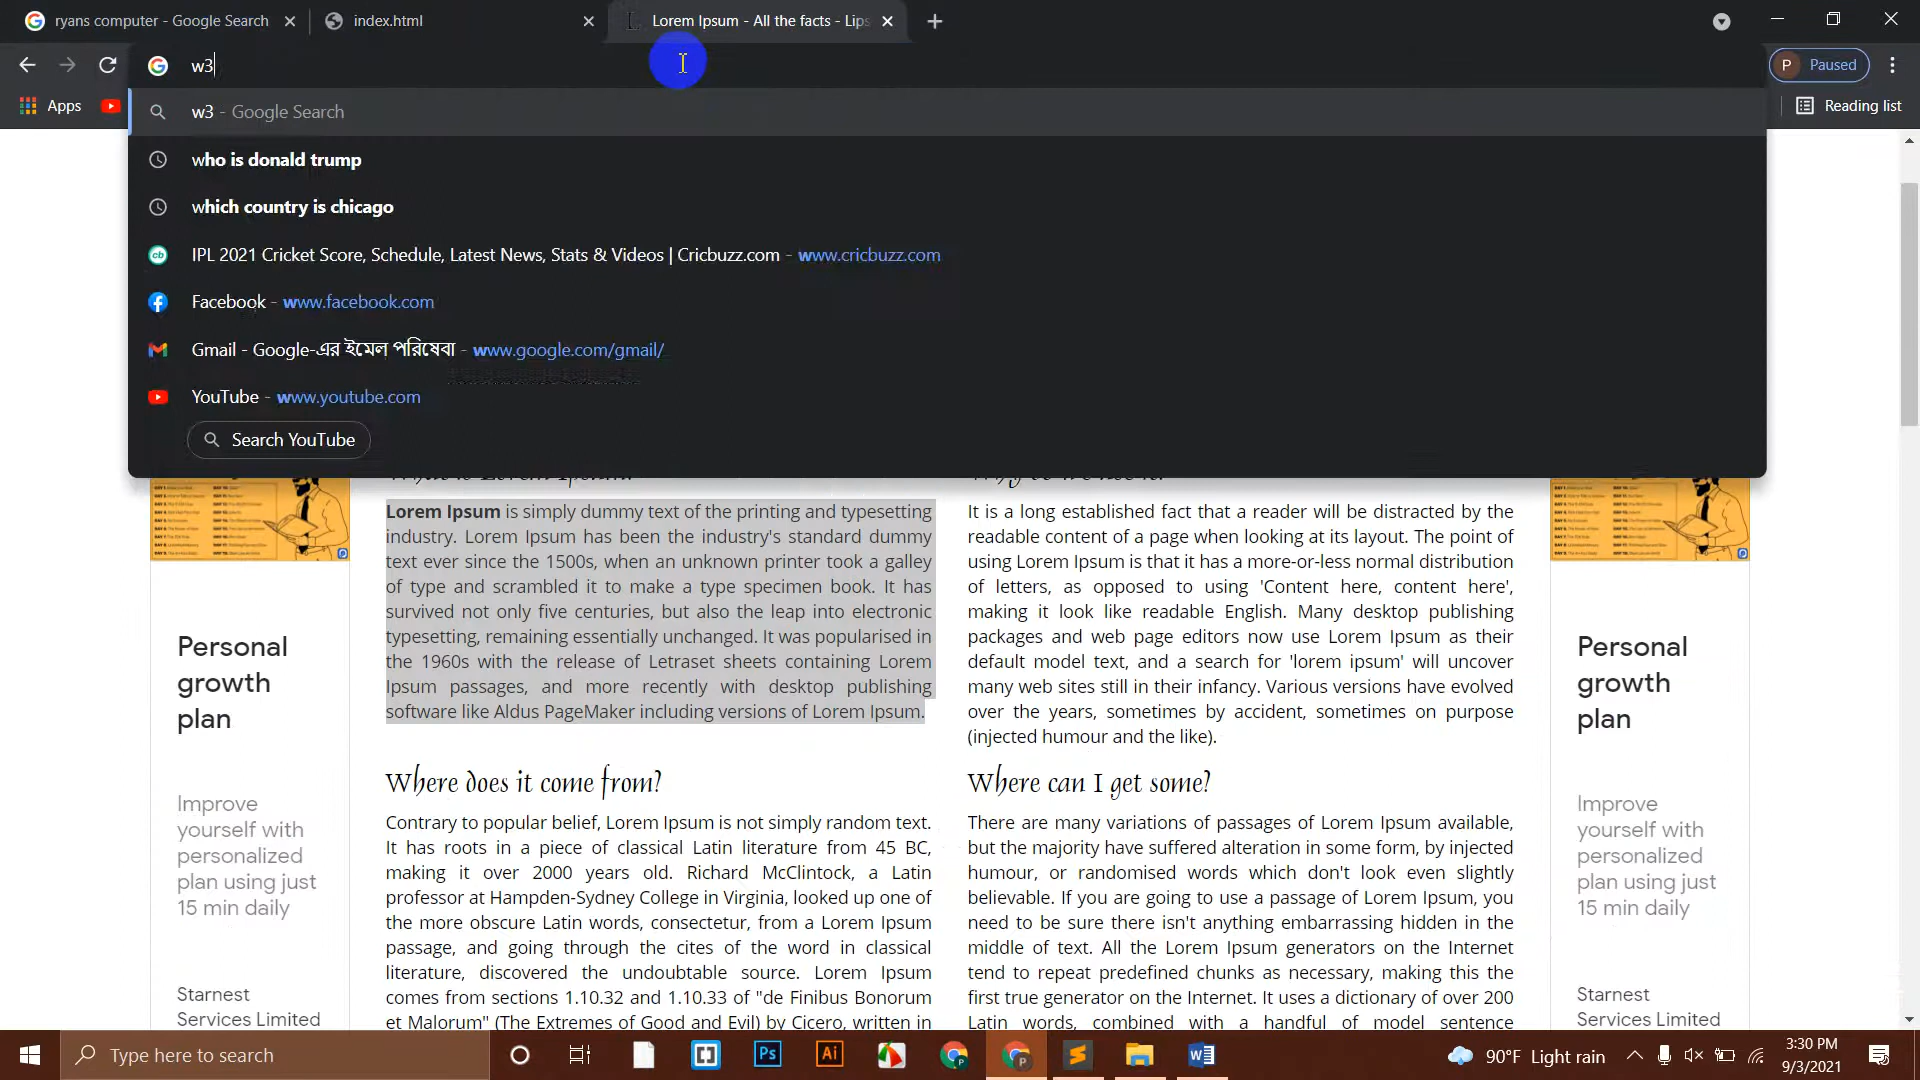 ryans computer - Google Search
index.html
Lorem Ipsum - All the facts - Lips
w3
P Paused
Apps
Reading list
w3 - Google Search
who is donald trump
which country is chicago
IPL 2021 Cricket Score, Schedule, Latest News, Stats & Videos | Cricbuzz.com - www.cricbuzz.com
Facebook - www.facebook.com
Gmail - Google-এর ইমেল পরিষেবা - www.google.com/gmail/
YouTube - www.youtube.com
Search YouTube
Lorem Ipsum is simply dummy text of the printing and typesetting
industry. Lorem Ipsum has been the industry's standard dummy
text ever since the 1500s, when an unknown printer took a galley
of type and scrambled it to make a type specimen book. It has
survived not only five centuries, but also the leap into electronic
typesetting, remaining essentially unchanged. It was popularised in
the 1960s with the release of Letraset sheets containing Lorem
Ipsum passages, and more recently with desktop publishing
software like Aldus PageMaker including versions of Lorem Ipsum.
It is a long established fact that a reader will be distracted by the
readable content of a page when looking at its layout. The point of
using Lorem Ipsum is that it has a more-or-less normal distribution
of letters, as opposed to using 'Content here, content here',
making it look like readable English. Many desktop publishing
packages and web page editors now use Lorem Ipsum as their
default model text, and a search for 'lorem ipsum' will uncover
many web sites still in their infancy. Various versions have evolved
over the years, sometimes by accident, sometimes on purpose
(injected humour and the like).
Where does it come from?
Contrary to popular belief, Lorem Ipsum is not simply random text.
It has roots in a piece of classical Latin literature from 45 BC,
making it over 2000 years old. Richard McClintock, a Latin
professor at Hampden-Sydney College in Virginia, looked up one of
the more obscure Latin words, consectetur, from a Lorem Ipsum
passage, and going through the cites of the word in classical
literature, discovered the undoubtable source. Lorem Ipsum
comes from sections 1.10.32 and 1.10.33 of "de Finibus Bonorum
et Malorum" (The Extremes of Good and Evil) by Cicero, written in
Where can I get some?
There are many variations of passages of Lorem Ipsum available,
but the majority have suffered alteration in some form, by injected
humour, or randomised words which don't look even slightly
believable. If you are going to use a passage of Lorem Ipsum, you
need to be sure there isn't anything embarrassing hidden in the
middle of text. All the Lorem Ipsum generators on the Internet
tend to repeat predefined chunks as necessary, making this the
first true generator on the Internet. It uses a dictionary of over 200
Latin words, combined with a handful of model sentence
Personal
growth
plan
Improve
yourself with
personalized
plan using just
15 min daily
Starnest
Services Limited
Personal
growth
plan
Improve
yourself with
personalized
plan using just
15 min daily
Starnest
Services Limited
Type here to search
Ps
Ai
90°F Light rain
3:30 PM
9/3/2021